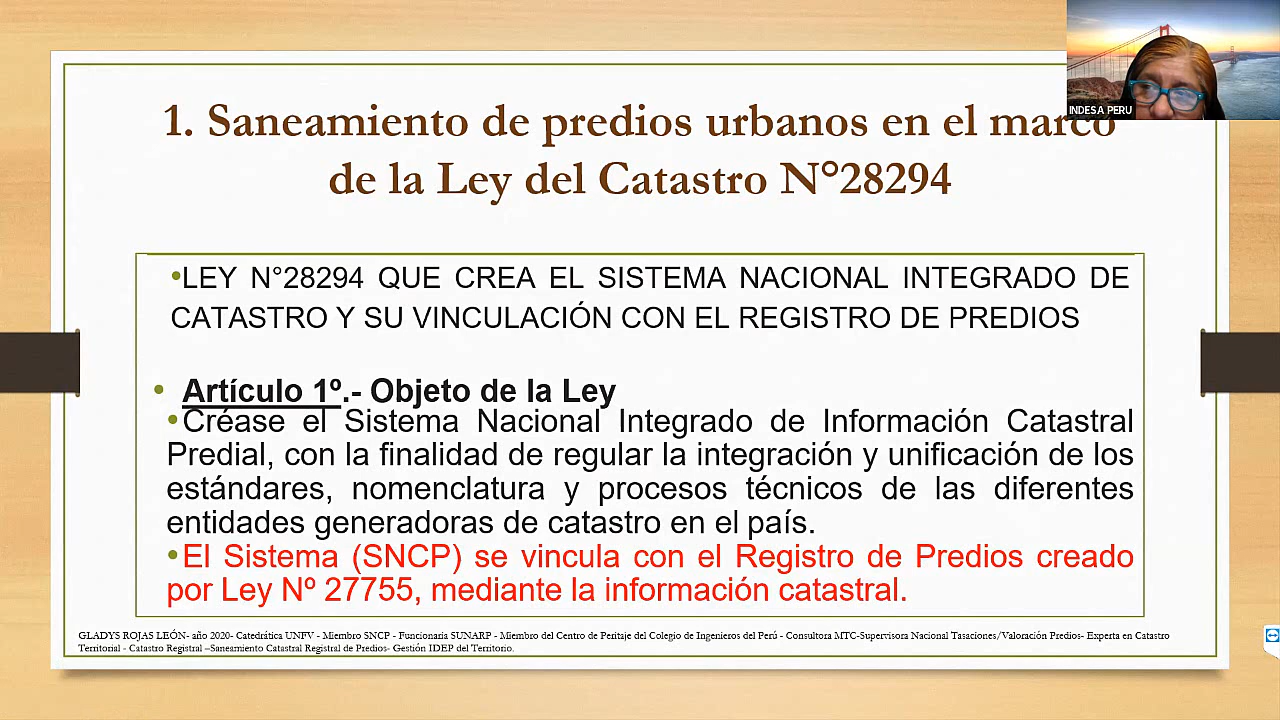 INDESA PERU
1. Saneamiento de predios urbanos en el marco
de la Ley del Catastro N°28294
•LEY N°28294 QUE CREA EL SISTEMA NACIONAL INTEGRADO DE
CATASTRO Y SU VINCULACIÓN CON EL REGISTRO DE PREDIOS
• Artículo 1º.- Objeto de la Ley
•Créase el Sistema Nacional Integrado de Información Catastral
Predial, con la finalidad de regular la integración y unificación de los
estándares, nomenclatura y procesos técnicos de las diferentes
entidades generadoras de catastro en el país.
•El Sistema (SNCP) se vincula con el Registro de Predios creado
por Ley Nº 27755, mediante la información catastral.
GLADYS ROJAS LEÓN- año 2020- Catedrática UNFV - Miembro SNCP - Funcionaria SUNARP - Miembro del Centro de Peritaje del Colegio de Ingenieros del Perú - Consultora MTC-Supervisora Nacional Tasaciones/Valoración Predios- Experta en Catastro
Territorial - Catastro Registral –Saneamiento Catastral Registral de Predios- Gestión IDEP del Territorio.